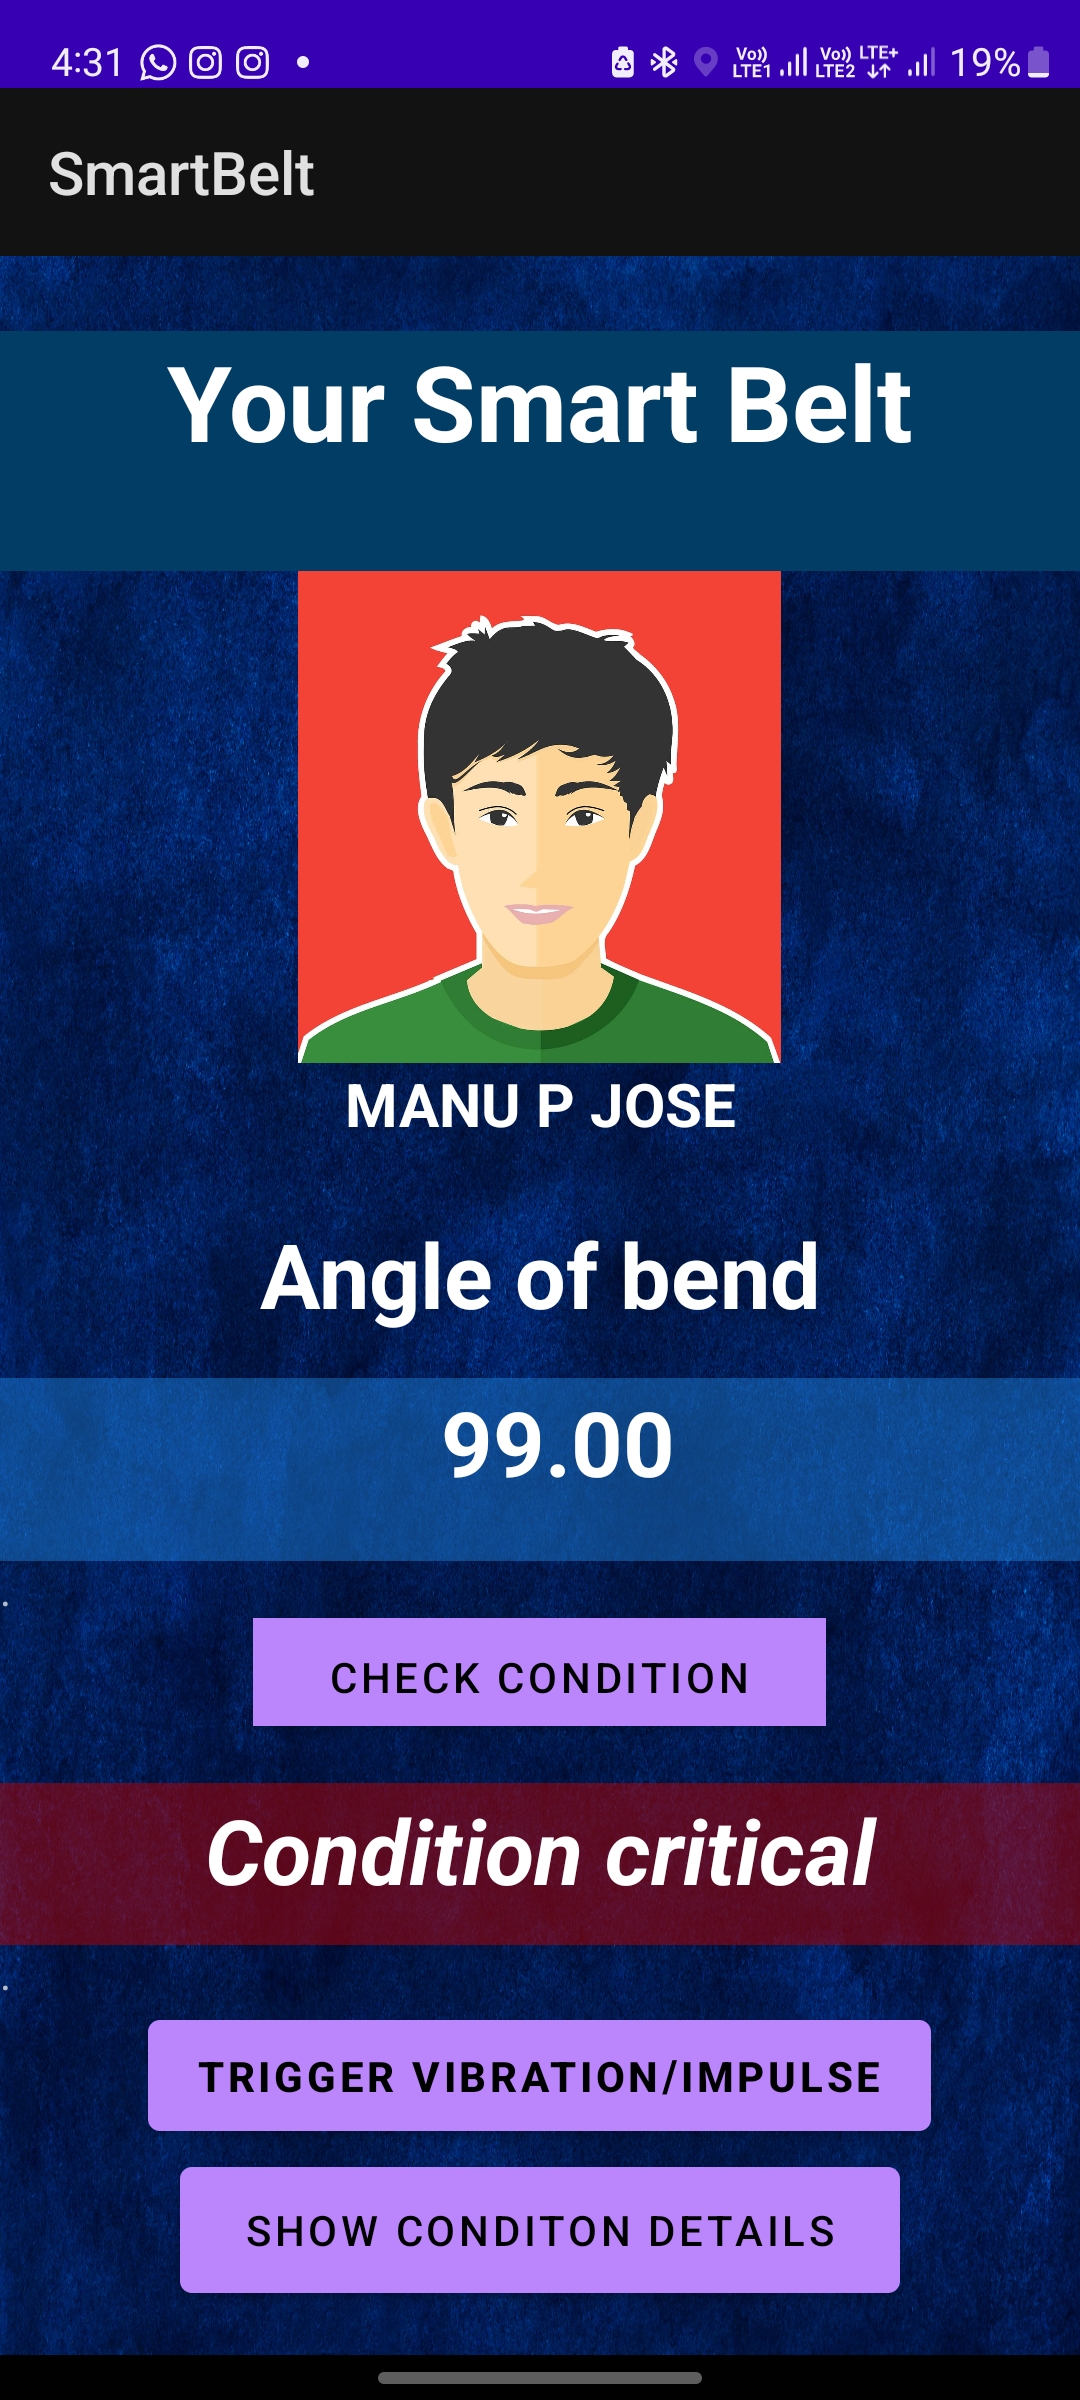 4:31 Vo)) LTE1 Vo)) LTE2 LTE+ 19%
SmartBelt
Your Smart Belt
MANU P JOSE
Angle of bend
99.00
CHECK CONDITION
Condition critical
TRIGGER VIBRATION/IMPULSE
SHOW CONDITON DETAILS